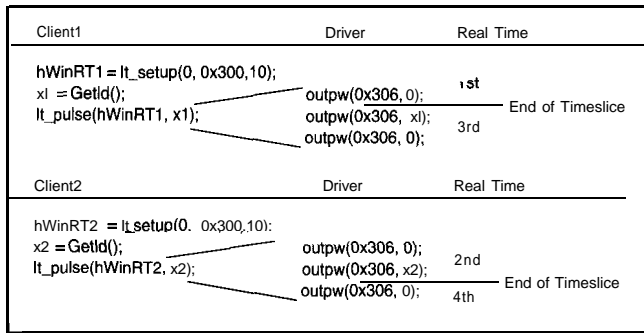 Client1 Driver Real Time
hWinRT1 = lt_setup(0, 0x300,10);
xl = GetId(); outpw(0x306, 0); 1st
lt_pulse(hWinRT1, x1); outpw(0x306, xl); End of Timeslice
outpw(0x306, 0); 3rd
Client2 Driver Real Time
hWinRT2 = lt_setup(0, 0x300,10);
x2 = GetId(); outpw(0x306, 0);
lt_pulse(hWinRT2, x2); outpw(0x306, x2); 2nd
outpw(0x306, 0); 4th End of Timeslice